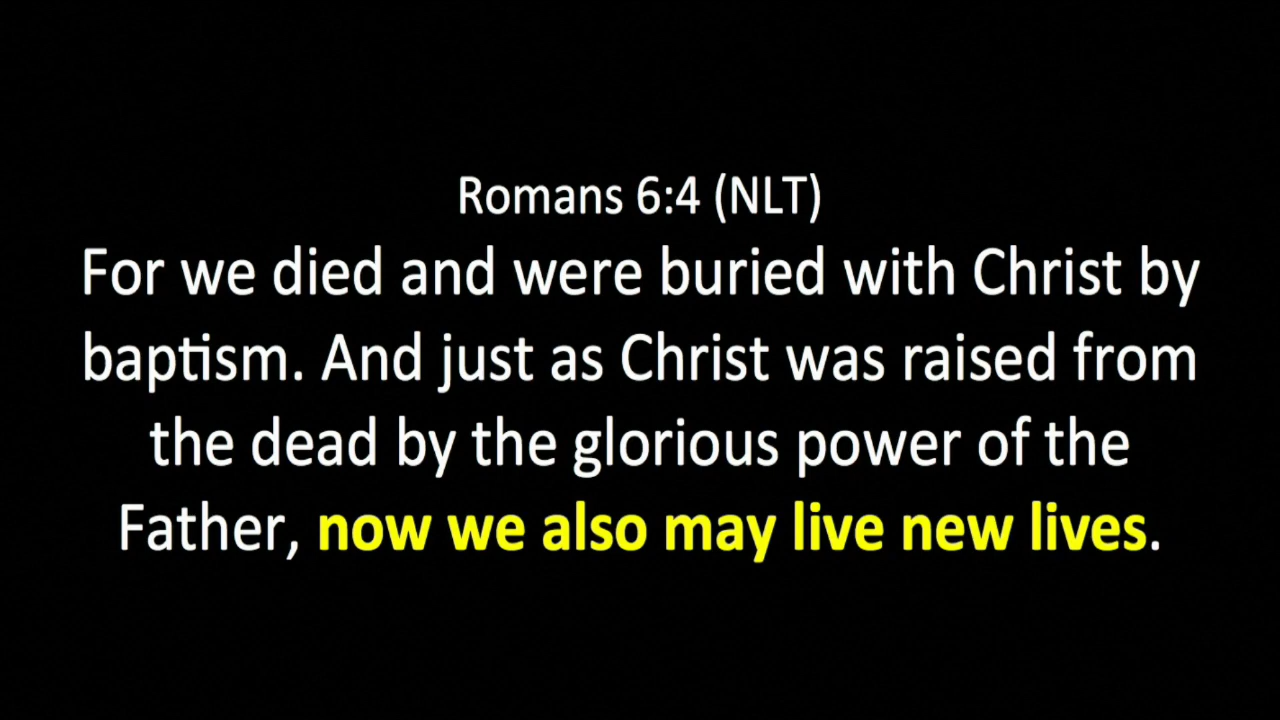 Romans 6:4 (NLT)
For we died and were buried with Christ by
baptism. And just as Christ was raised from
the dead by the glorious power of the
Father, now we also may live new lives.